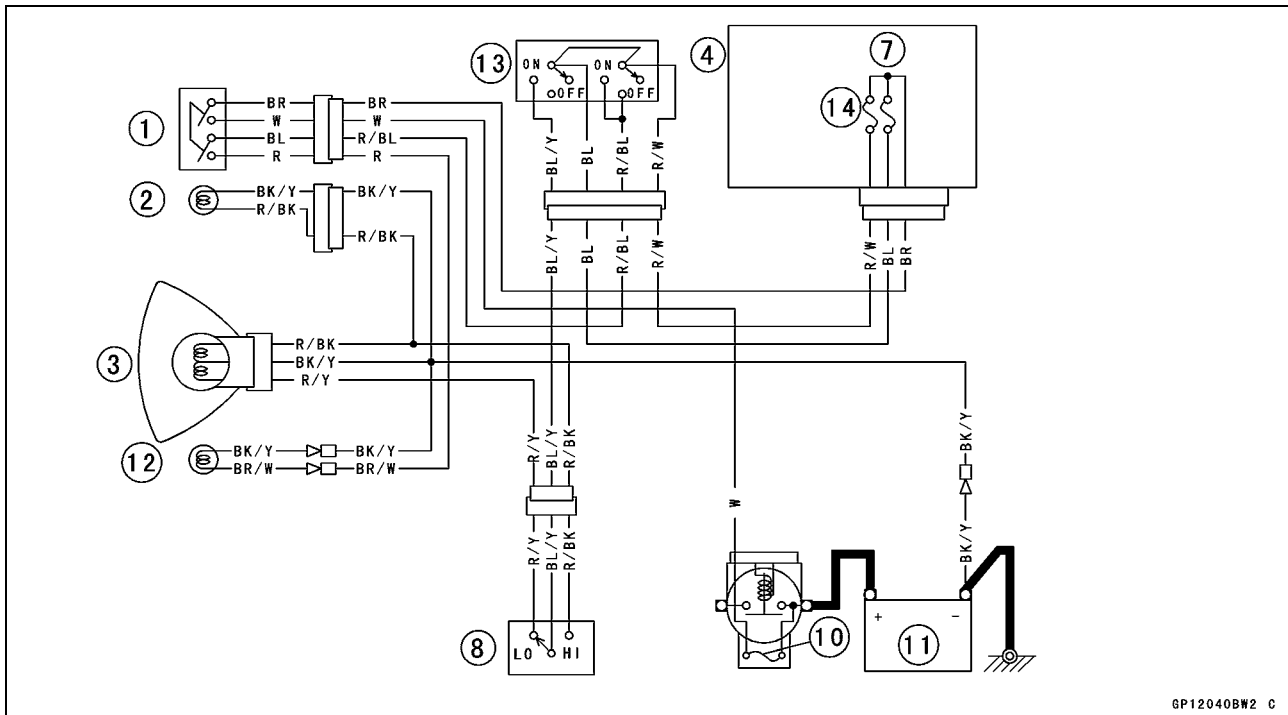 13
ON
ON
OFF
OFF
4
7
14
1
BR
BR
W
W
BL
R/BL
R
R
2
BK/Y
BK/Y
R/BK
R/BK
BL/Y
BL
R/BL
R/W
BL/Y
BL
R/BL
R/W
R/W
BL
BR
3
R/BK
BK/Y
R/Y
12
BK/Y
BK/Y
BR/W
BR/W
R/Y
BL/Y
R/BK
R/Y
BL/Y
R/BK
8
LO
HI
W
BK/Y
BK/Y
10
+
-
11
GP12040BW2 C